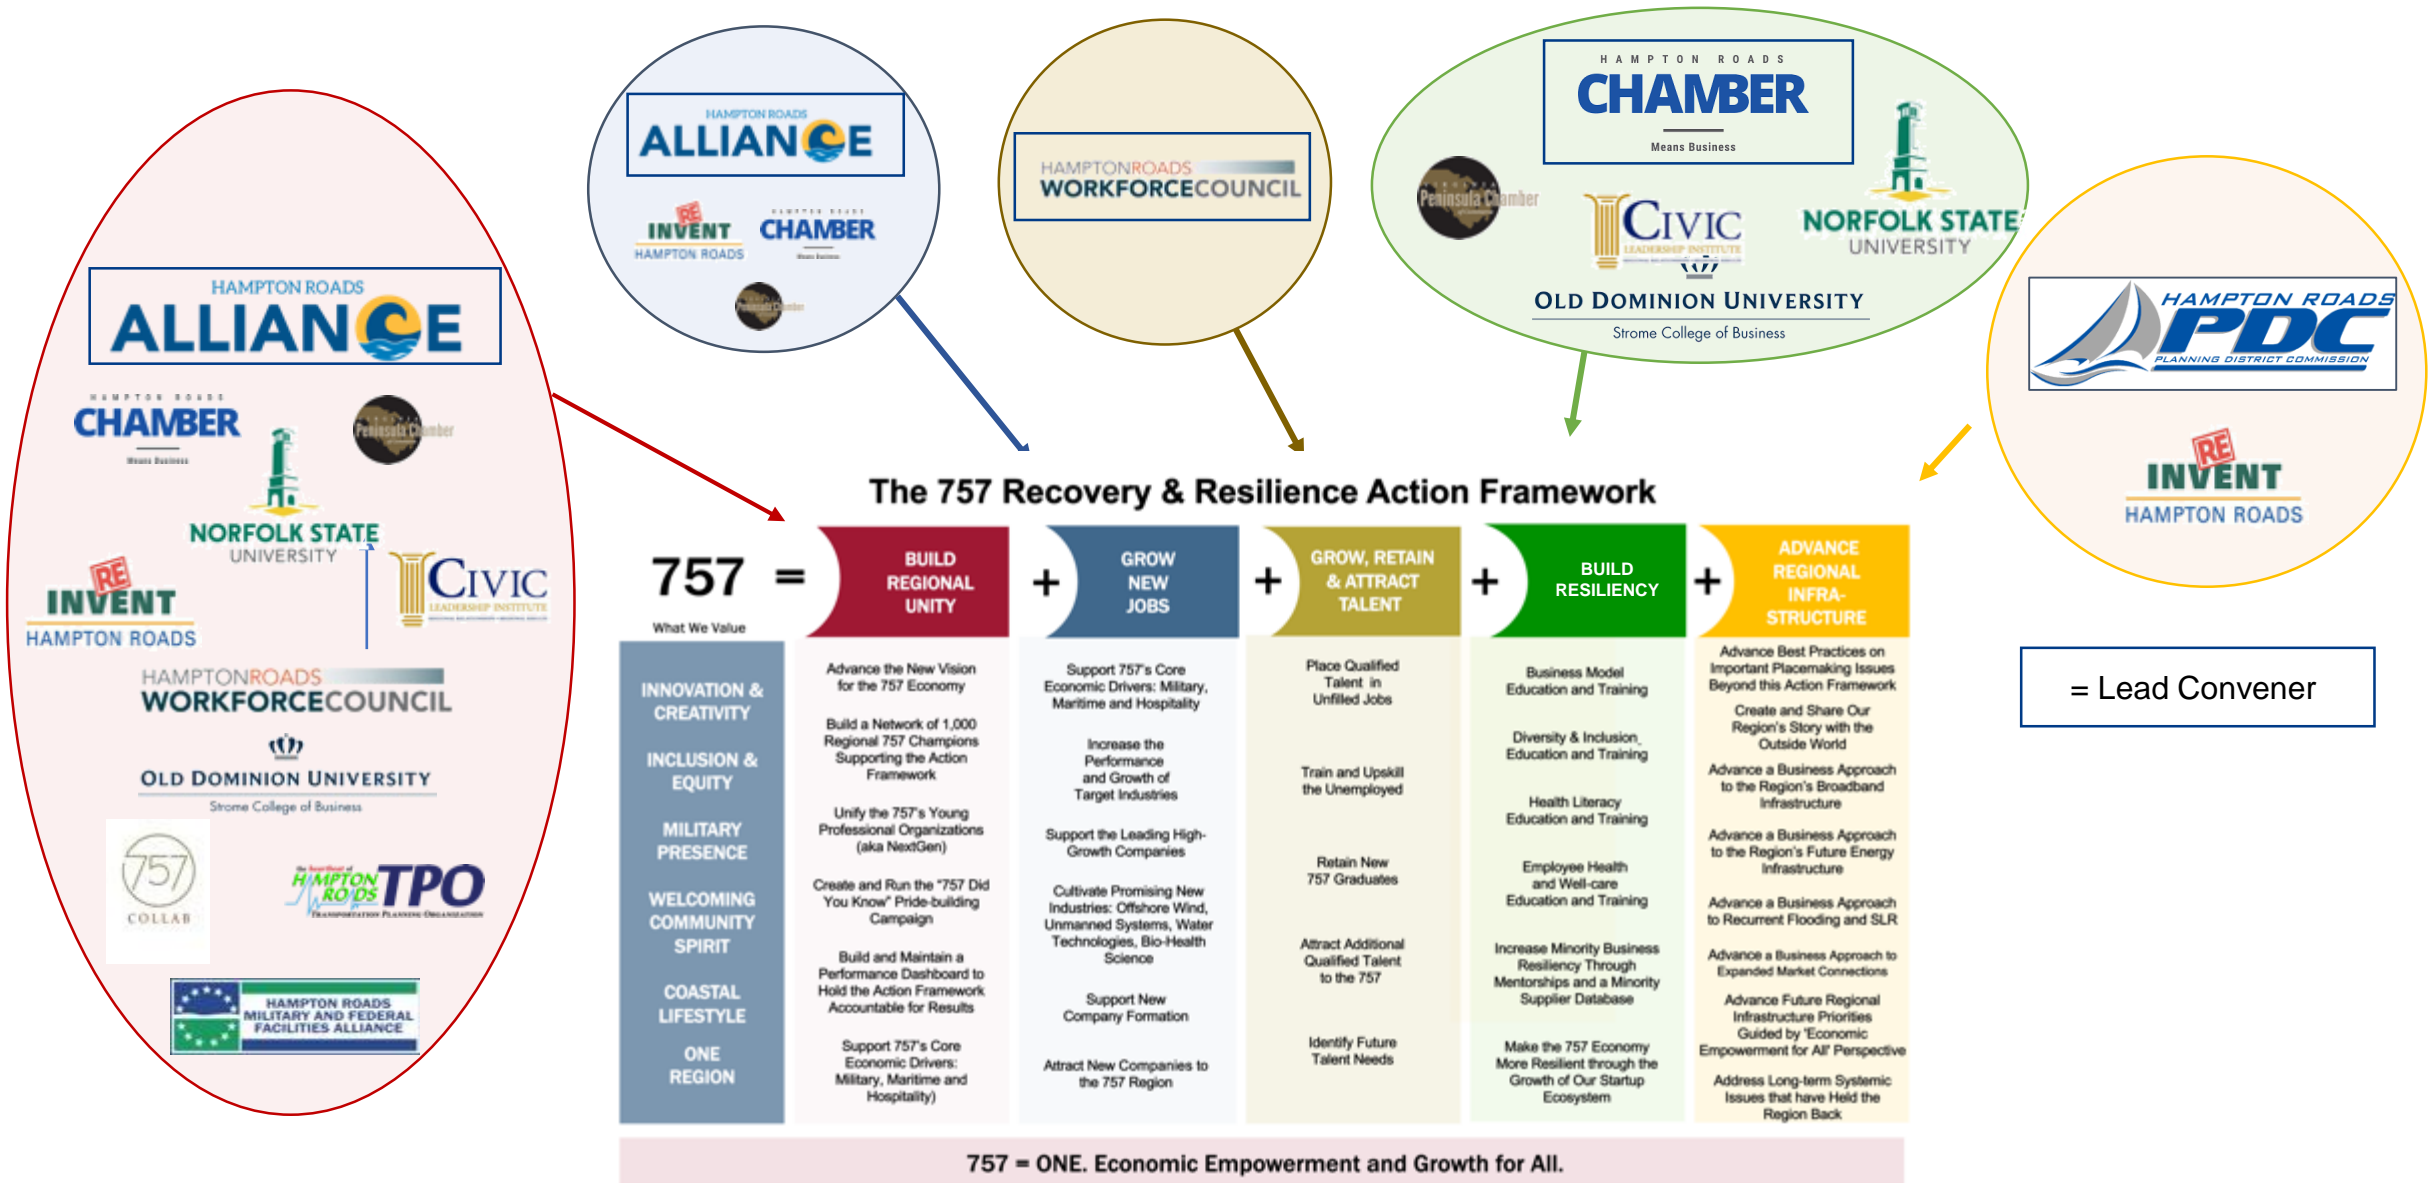 HAMPTON ROADS
ALLIANCE
HAMPTON ROADS
CHAMBER
Means Business
Peninsula Chamber
NORFOLK STATE
UNIVERSITY
RE
INVENT
HAMPTON ROADS
CIVIC
LEADERSHIP INSTITUTE
HAMPTONROADS
WORKFORCECOUNCIL
OLD DOMINION UNIVERSITY
Strome College of Business
757
COLLAB
HAMPTON
ROADS
TPO
TRANSPORTATION PLANNING ORGANIZATION
HAMPTON ROADS
MILITARY AND FEDERAL
FACILITIES ALLIANCE
HAMPTON ROADS
ALLIANCE
RE
INVENT
HAMPTON ROADS
HAMPTON ROADS
CHAMBER
Means Business
Peninsula Chamber
HAMPTONROADS
WORKFORCECOUNCIL
HAMPTON ROADS
CHAMBER
Means Business
Peninsula Chamber
CIVIC
LEADERSHIP INSTITUTE
NORFOLK STATE
UNIVERSITY
OLD DOMINION UNIVERSITY
Strome College of Business
HAMPTON ROADS
PDC
PLANNING DISTRICT COMMISSION
RE
INVENT
HAMPTON ROADS
= Lead Convener
The 757 Recovery & Resilience Action Framework
757 =
What We Value
BUILD
REGIONAL
UNITY
+
GROW
NEW
JOBS
+
GROW, RETAIN
& ATTRACT
TALENT
+
BUILD
RESILIENCY
+
ADVANCE
REGIONAL
INFRA-
STRUCTURE
INNOVATION &
CREATIVITY
INCLUSION &
EQUITY
MILITARY
PRESENCE
WELCOMING
COMMUNITY
SPIRIT
COASTAL
LIFESTYLE
ONE
REGION
Advance the New Vision
for the 757 Economy
Build a Network of 1,000
Regional 757 Champions
Supporting the Action
Framework
Unify the 757's Young
Professional Organizations
(aka NextGen)
Create and Run the "757 Did
You Know" Pride-building
Campaign
Build and Maintain a
Performance Dashboard to
Hold the Action Framework
Accountable for Results
Support 757's Core
Economic Drivers:
Military, Maritime and
Hospitality)
Support 757's Core
Economic Drivers: Military,
Maritime and Hospitality
Increase the
Performance
and Growth of
Target Industries
Support the Leading High-
Growth Companies
Cultivate Promising New
Industries: Offshore Wind,
Unmanned Systems, Water
Technologies, Bio-Health
Science
Support New
Company Formation
Attract New Companies to
the 757 Region
Place Qualified
Talent in
Unfilled Jobs
Train and Upskill
the Unemployed
Retain New
757 Graduates
Attract Additional
Qualified Talent
to the 757
Identify Future
Talent Needs
Business Model
Education and Training
Diversity & Inclusion
Education and Training
Health Literacy
Education and Training
Employee Health
and Well-care
Education and Training
Increase Minority Business
Resiliency Through
Mentorships and a Minority
Supplier Database
Make the 757 Economy
More Resilient through the
Growth of Our Startup
Ecosystem
Advance Best Practices on
Important Placemaking Issues
Beyond this Action Framework
Create and Share Our
Region's Story with the
Outside World
Advance a Business Approach
to the Region's Broadband
Infrastructure
Advance a Business Approach
to the Region's Future Energy
Infrastructure
Advance a Business Approach
to Recurrent Flooding and SLR
Advance a Business Approach to
Expanded Market Connections
Advance Future Regional
Infrastructure Priorities
Guided by 'Economic
Empowerment for All' Perspective
Address Long-term Systemic
Issues that have Held the
Region Back
757 = ONE. Economic Empowerment and Growth for All.